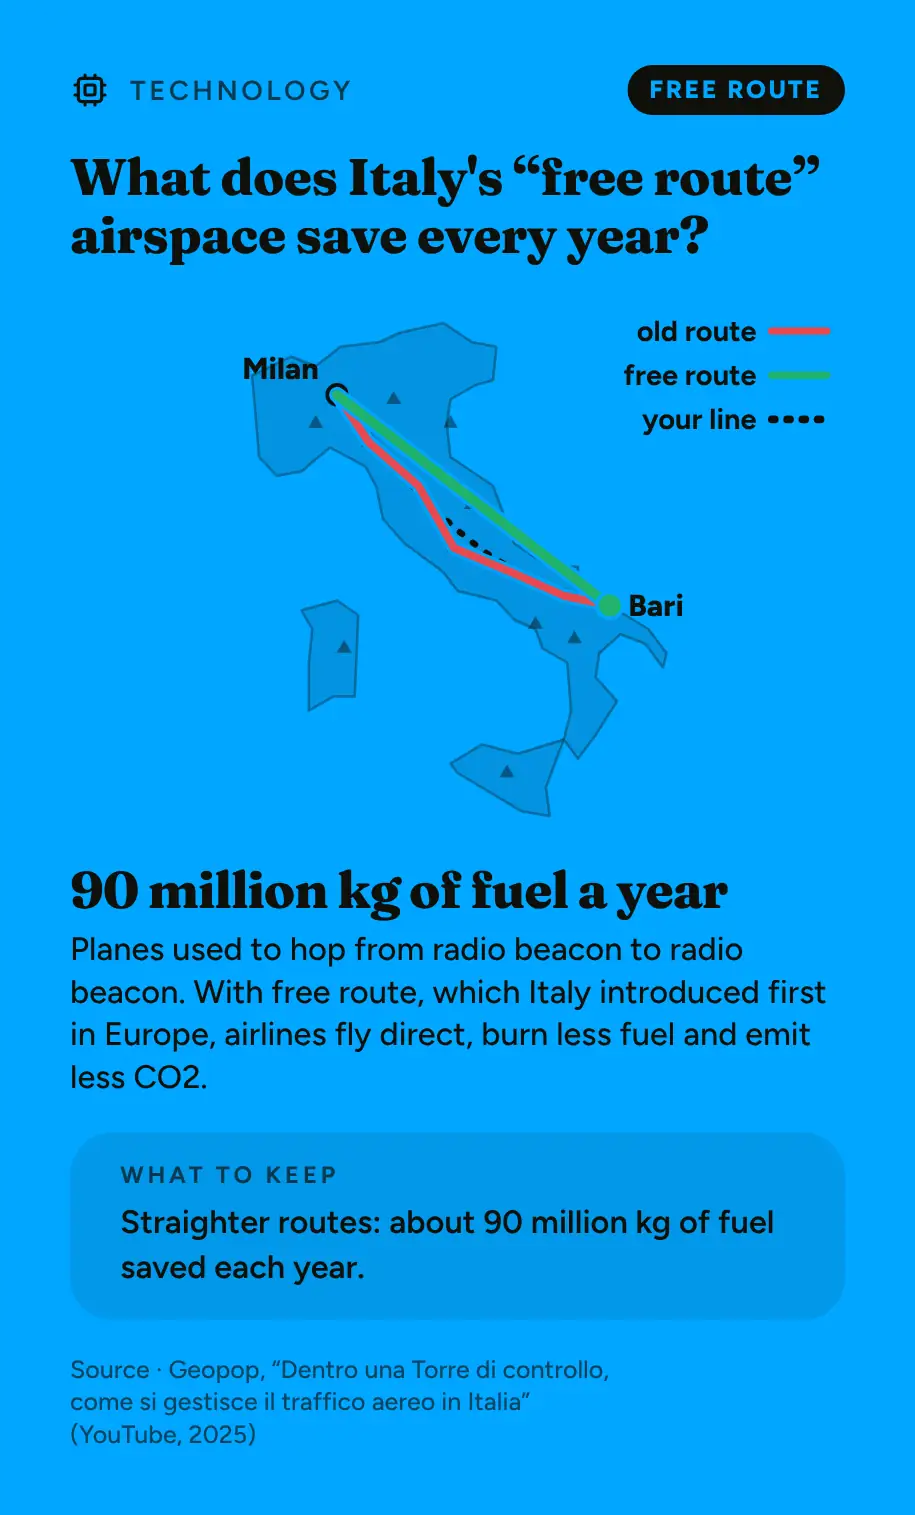 TECHNOLOGY
FREE ROUTE
What does Italy's “free route”
airspace save every year?
old route
free route
your line
Milan
Bari
90 million kg of fuel a year
Planes used to hop from radio beacon to radio
beacon. With free route, which Italy introduced first
in Europe, airlines fly direct, burn less fuel and emit
less CO2.
WHAT TO KEEP
Straighter routes: about 90 million kg of fuel
saved each year.
Source · Geopop, “Dentro una Torre di controllo,
come si gestisce il traffico aereo in Italia”
(YouTube, 2025)